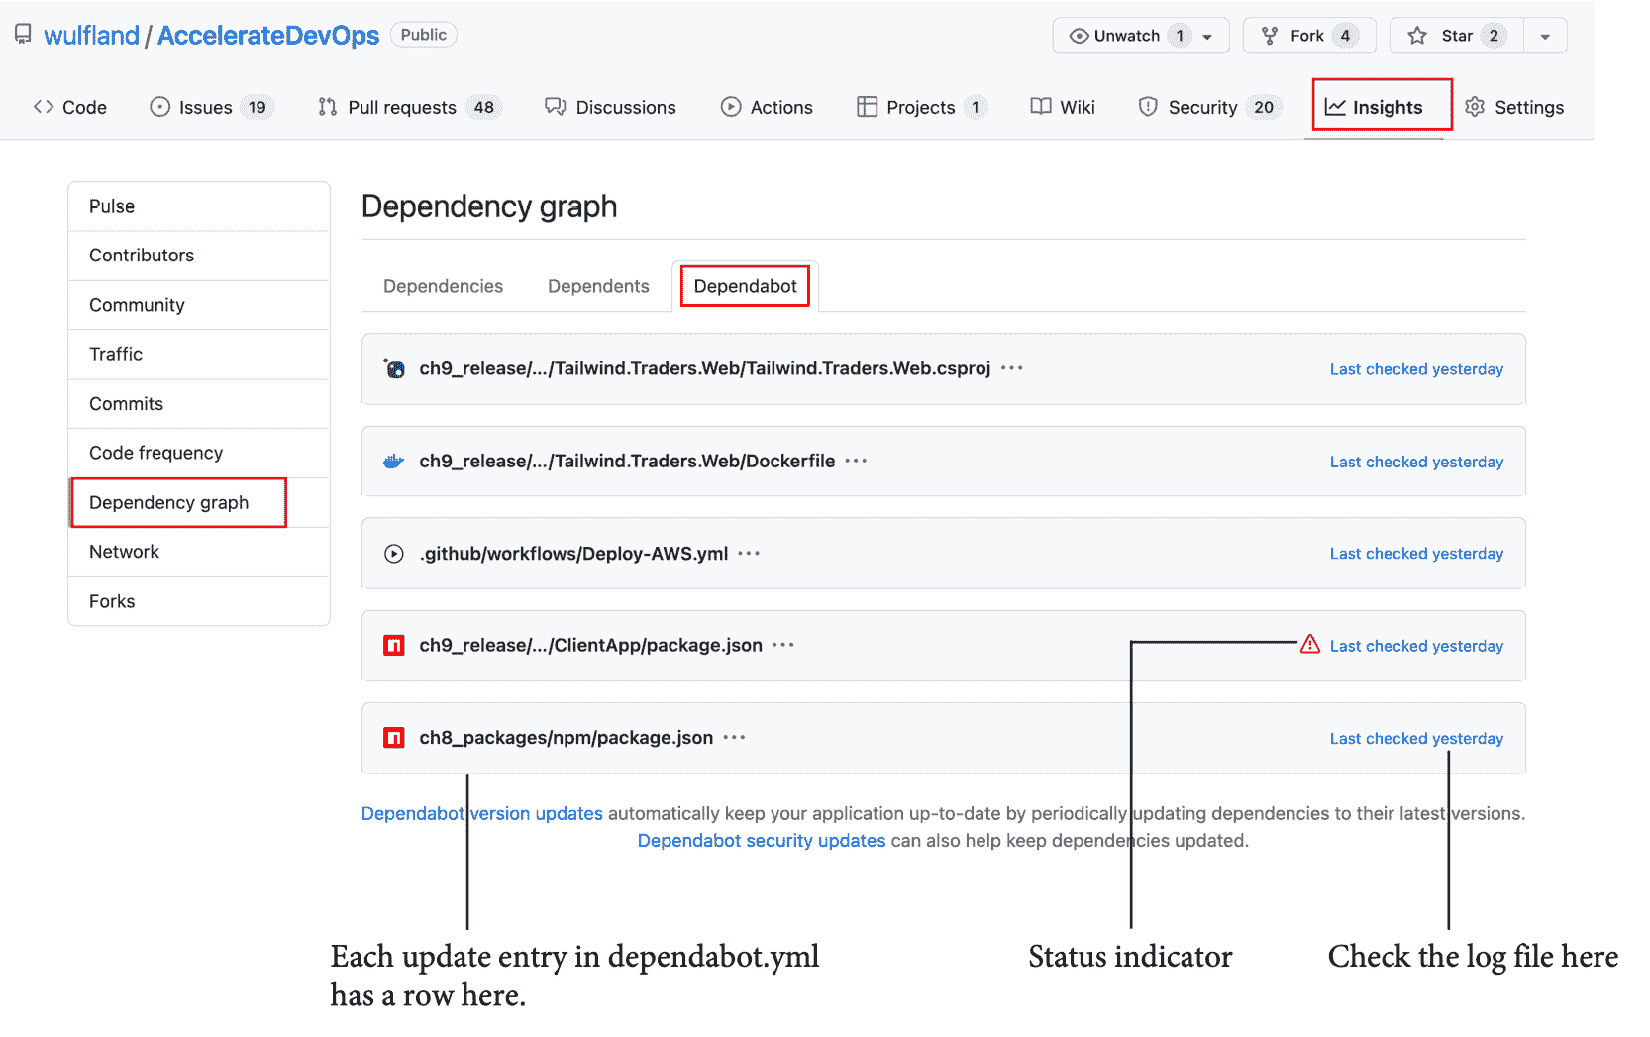 wulfland / AccelerateDevOps Public Unwatch 1 Fork 4 Star 2
Code Issues 19 Pull requests 48 Discussions Actions Projects 1 Wiki Security 20 Insights Settings
Pulse
Contributors
Community
Traffic
Commits
Code frequency
Dependency graph
Network
Forks
Dependency graph
Dependencies Dependents Dependabot
ch9_release/.../Tailwind.Traders.Web/Tailwind.Traders.Web.csproj ··· Last checked yesterday
ch9_release/.../Tailwind.Traders.Web/Dockerfile ··· Last checked yesterday
.github/workflows/Deploy-AWS.yml ··· Last checked yesterday
ch9_release/.../ClientApp/package.json ··· Last checked yesterday
ch8_packages/npm/package.json ··· Last checked yesterday
Dependabot version updates automatically keep your application up-to-date by periodically updating dependencies to their latest versions.
Dependabot security updates can also help keep dependencies updated.
Each update entry in dependabot.yml
has a row here.
Status indicator
Check the log file here